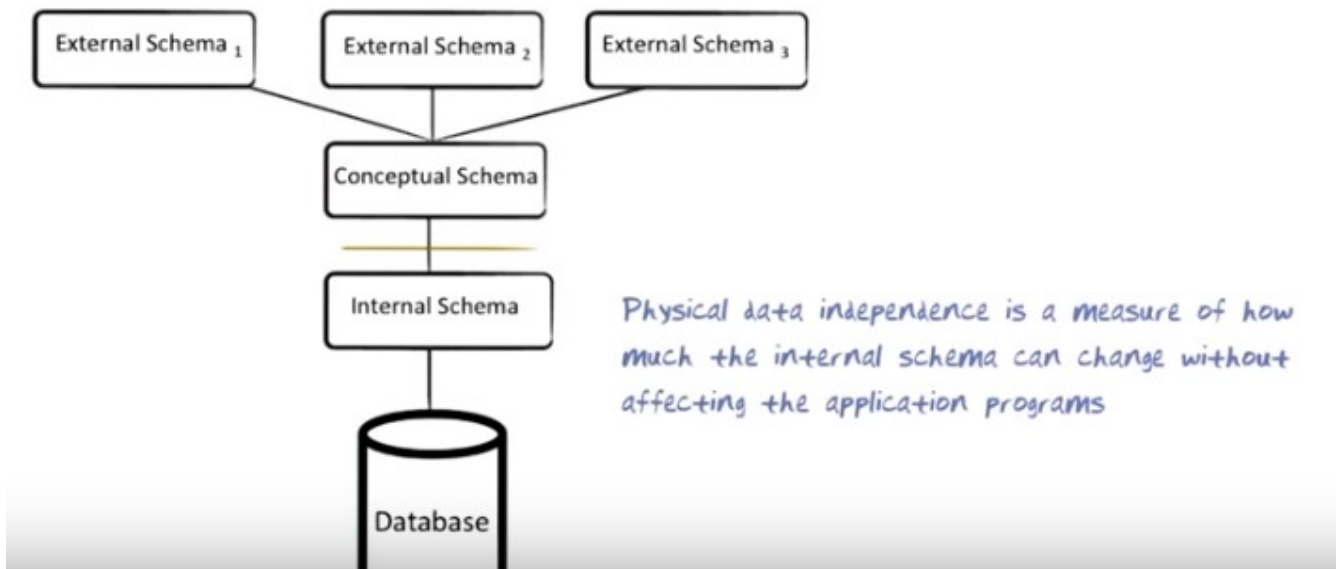 External Schema 1
External Schema 2
External Schema 3
Conceptual Schema
Internal Schema
Physical data independence is a measure of how
much the internal schema can change without
affecting the application programs
Database